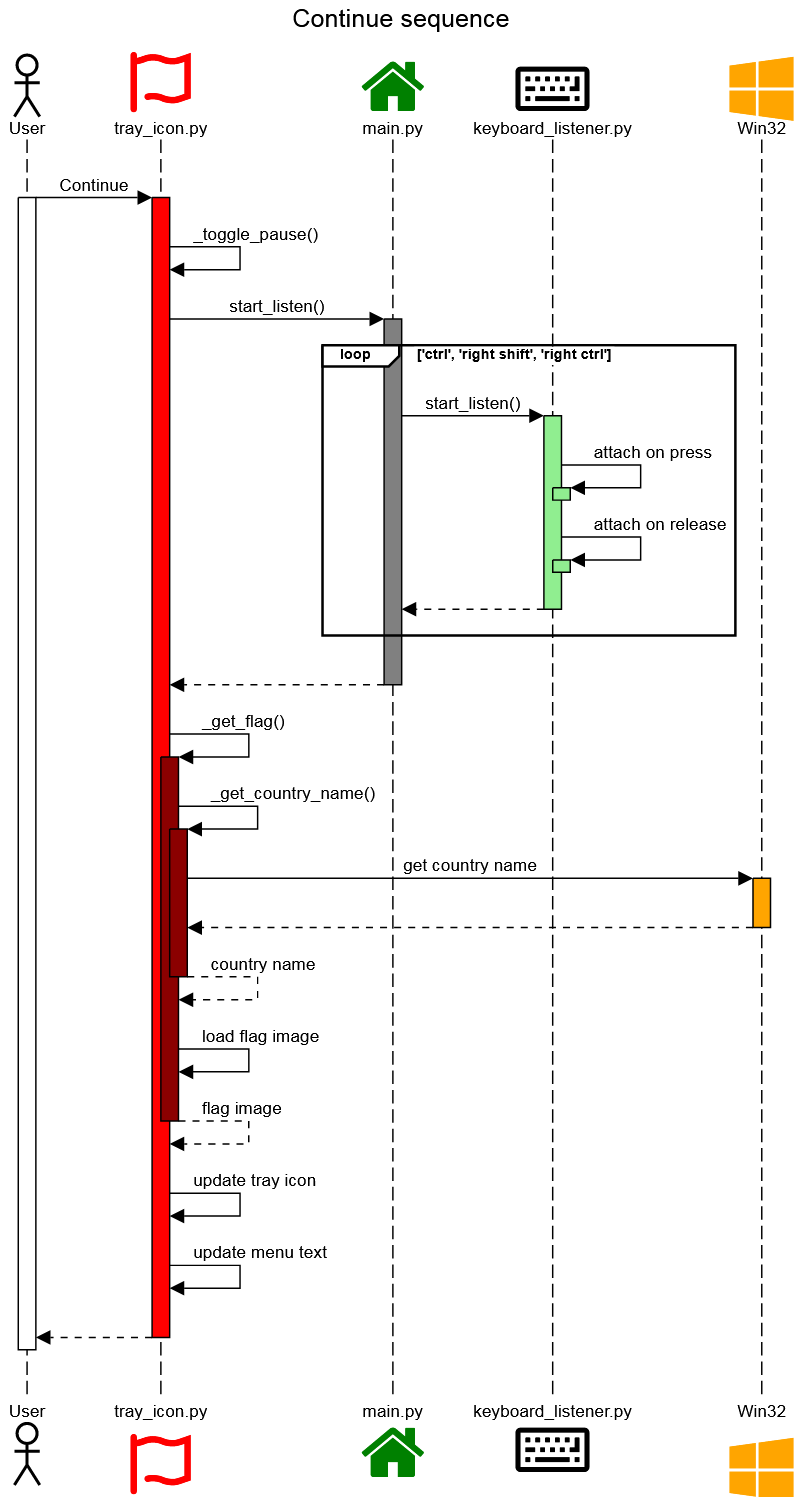 Continue sequence
User
tray_icon.py
main.py
keyboard_listener.py
Win32
Continue
_toggle_pause()
start_listen()
loop
['ctrl', 'right shift', 'right ctrl']
start_listen()
attach on press
attach on release
_get_flag()
_get_country_name()
get country name
country name
load flag image
flag image
update tray icon
update menu text
User
tray_icon.py
main.py
keyboard_listener.py
Win32